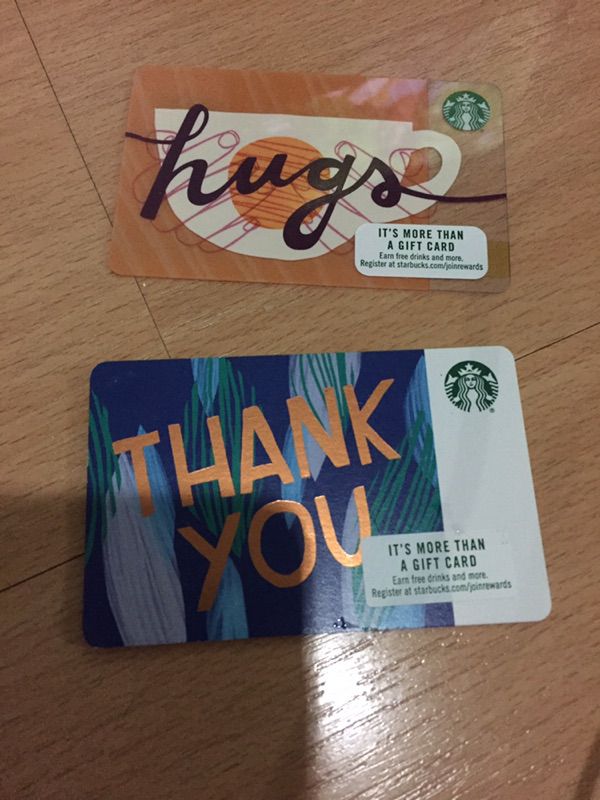 hugs
IT'S MORE THAN
A GIFT CARD
Earn free drinks and more.
Register at starbucks.com/joinrewards
THANK
YOU
IT'S MORE THAN
A GIFT CARD
Earn free drinks and more.
Register at starbucks.com/joinrewards